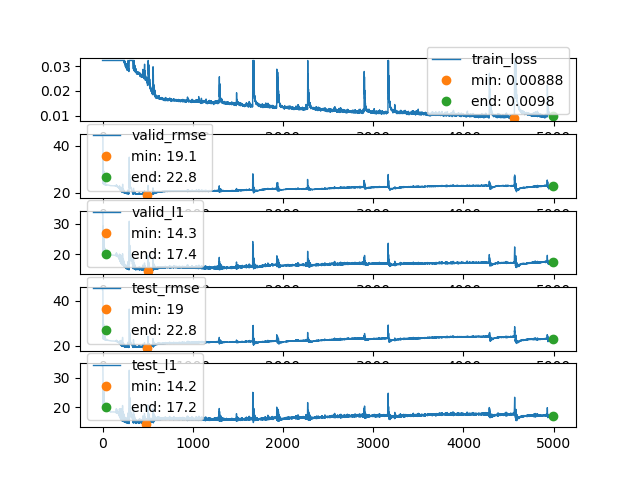 train_loss
min: 0.00888
end: 0.0098
0.03
0.02
0.01
valid_rmse
min: 19.1
end: 22.8
40
20
valid_l1
min: 14.3
end: 17.4
30
20
test_rmse
min: 19
end: 22.8
40
20
test_l1
min: 14.2
end: 17.2
30
20
0 1000 2000 3000 4000 5000